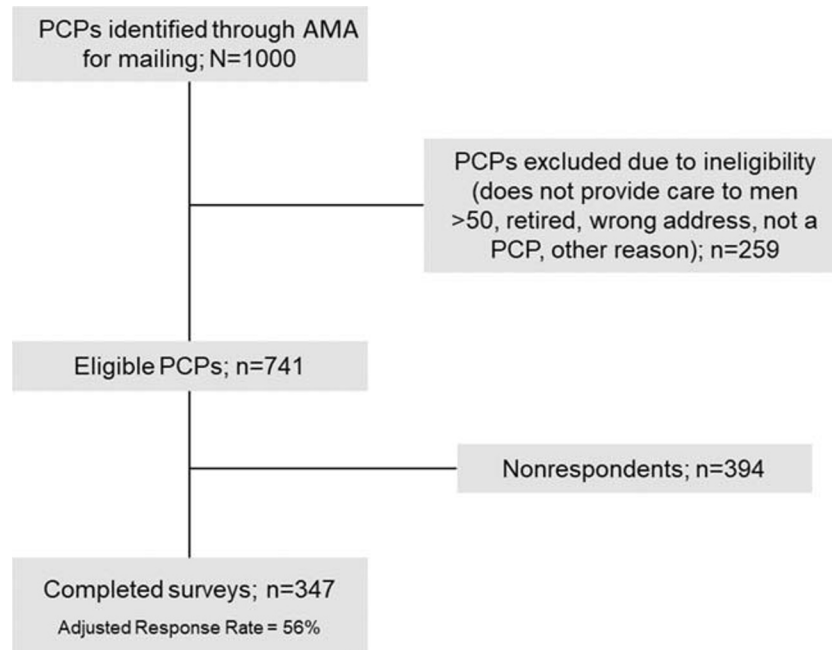 PCPs identified through AMA
for mailing; N=1000
PCPs excluded due to ineligibility
(does not provide care to men
>50, retired, wrong address, not a
PCP, other reason); n=259
Eligible PCPs; n=741
Nonrespondents; n=394
Completed surveys; n=347
Adjusted Response Rate = 56%